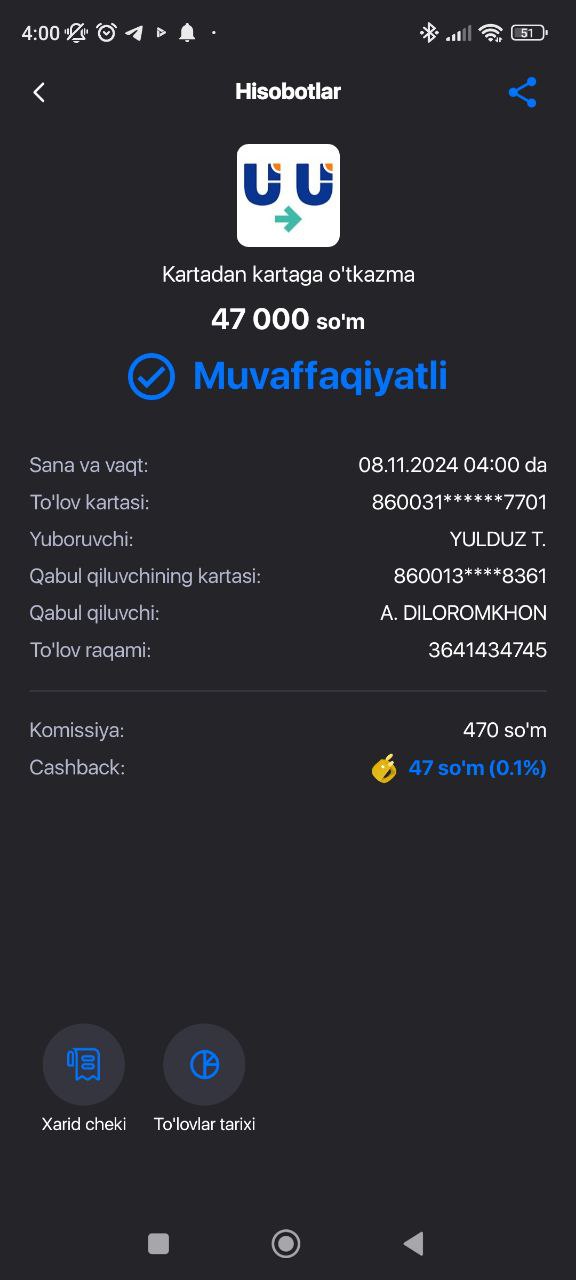 4:00 51
Hisobotlar
Kartadan kartaga o'tkazma
47 000 so'm
Muvaffaqiyatli
Sana va vaqt: 08.11.2024 04:00 da
To'lov kartasi: 860031******7701
Yuboruvchi: YULDUZ T.
Qabul qiluvchining kartasi: 860013****8361
Qabul qiluvchi: A. DILOROMKHON
To'lov raqami: 3641434745
Komissiya: 470 so'm
Cashback: 47 so'm (0.1%)
Xarid cheki To'lovlar tarixi